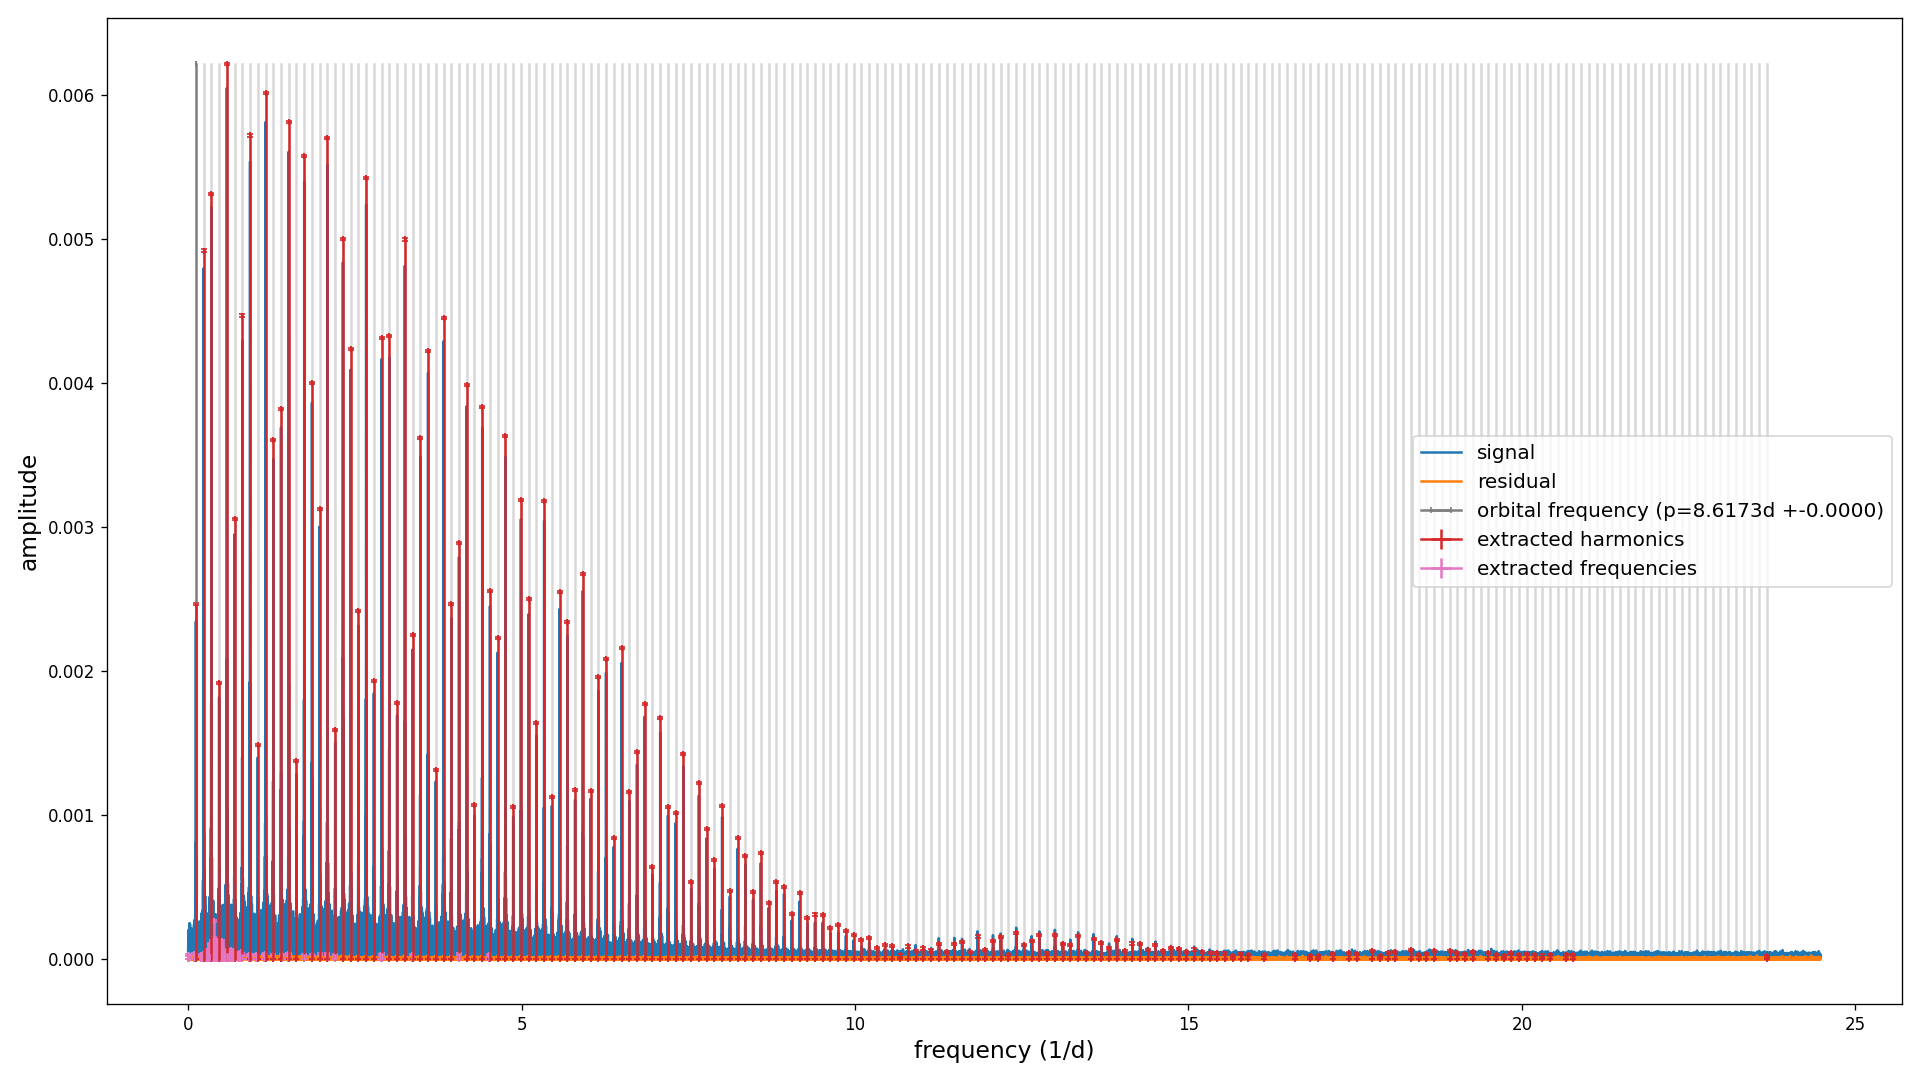 0.006
0.005
0.004
0.003
0.002
0.001
0.000
amplitude
0
5
10
15
20
25
frequency (1/d)
signal
residual
orbital frequency (p=8.6173d +-0.0000)
extracted harmonics
extracted frequencies